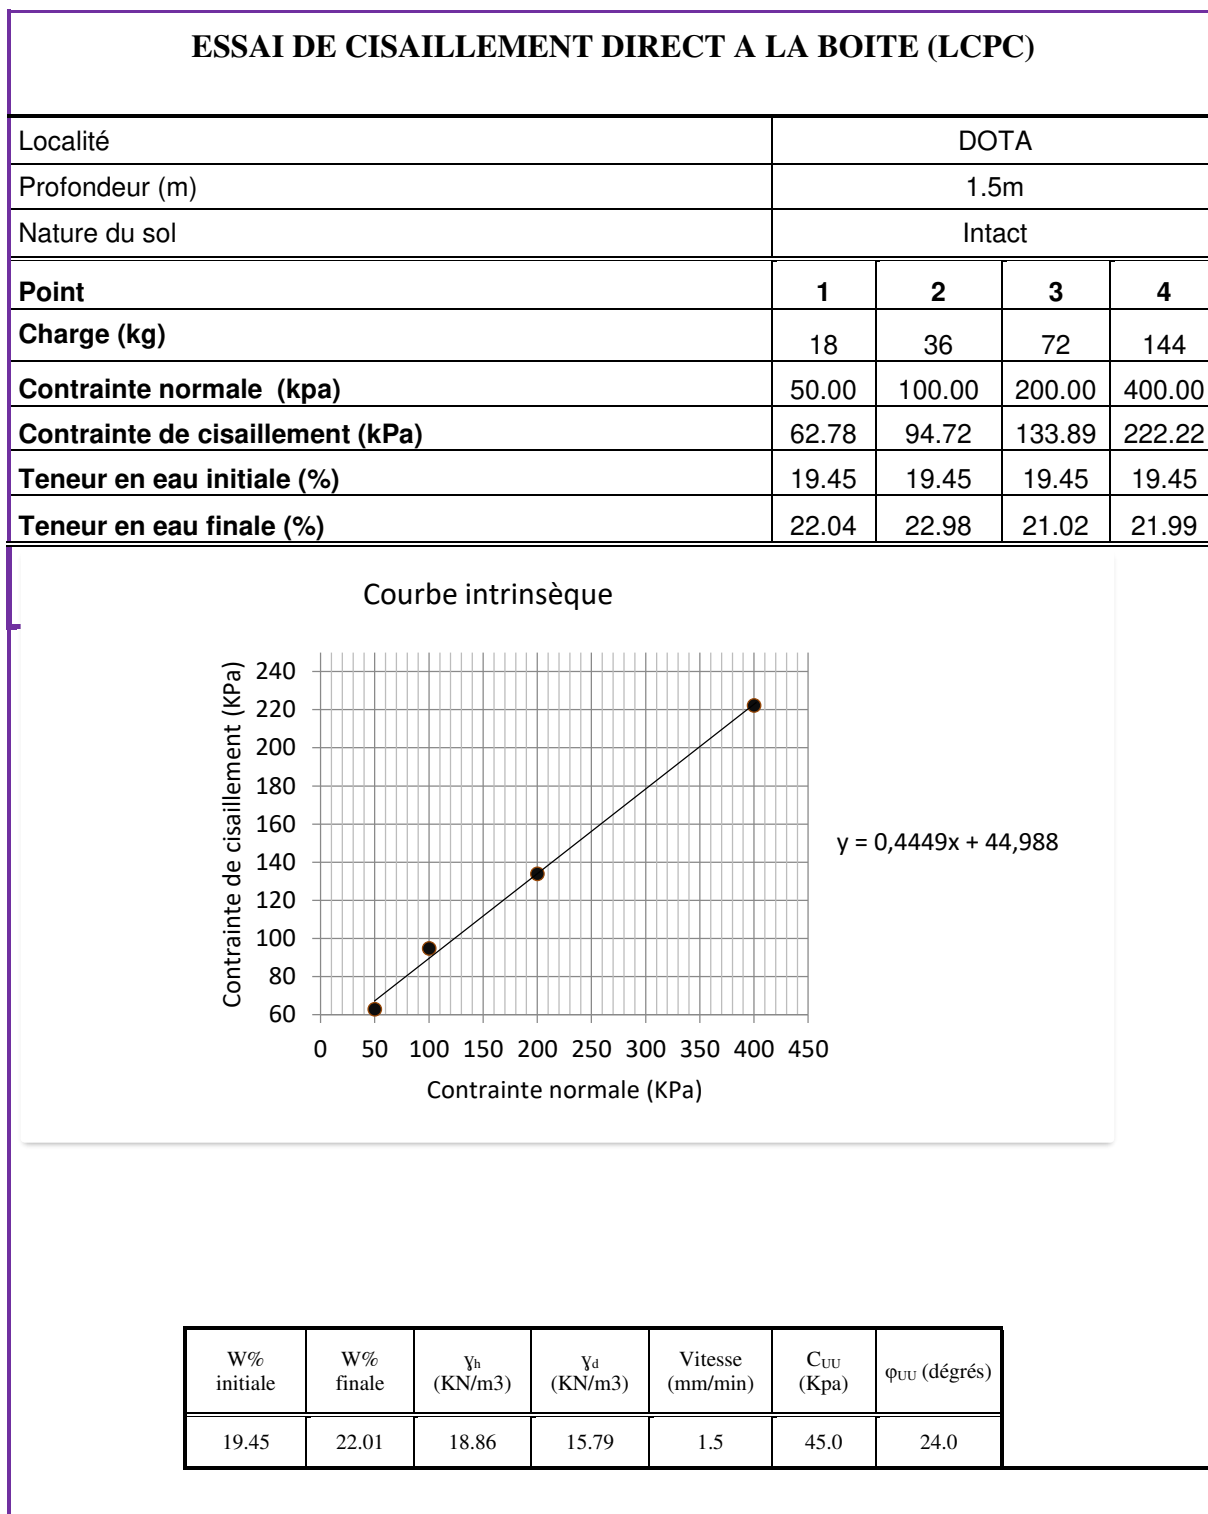 ESSAI DE CISAILLEMENT DIRECT A LA BOITE (LCPC)
Localité DOTA
Profondeur (m) 1.5m
Nature du sol Intact
Point 1 2 3 4
Charge (kg) 18 36 72 144
Contrainte normale (kpa) 50.00 100.00 200.00 400.00
Contrainte de cisaillement (kPa) 62.78 94.72 133.89 222.22
Teneur en eau initiale (%) 19.45 19.45 19.45 19.45
Teneur en eau finale (%) 22.04 22.98 21.02 21.99
Courbe intrinsèque
Contrainte de cisaillement (KPa)
240
220
200
180
160
140
120
100
80
60
y = 0,4449x + 44,988
0 50 100 150 200 250 300 350 400 450
Contrainte normale (KPa)
W% initiale W% finale Ɣh (KN/m3) Ɣd (KN/m3) Vitesse (mm/min) CUU (Kpa) φUU (dégrés)
19.45 22.01 18.86 15.79 1.5 45.0 24.0